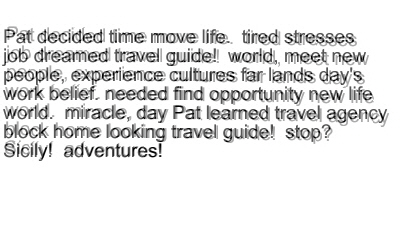 Pat decided time move life.  tired stresses
job dreamed travel guide!  world, meet new
people, experience cultures far lands day's
work belief. needed find opportunity new life
world.  miracle, day Pat learned travel agency
block home looking travel guide!  stop?
Sicily!  adventures!